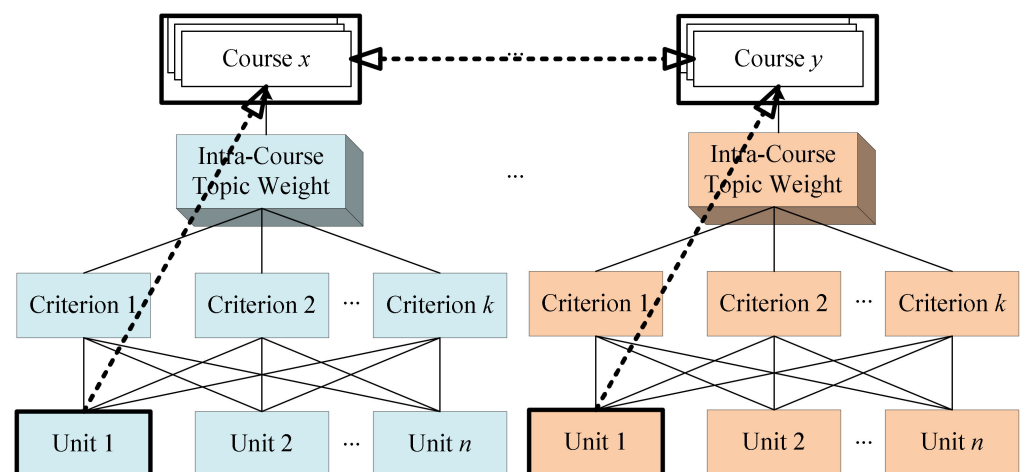 Course x ... Course y
Intra-Course
Topic Weight
...
Intra-Course
Topic Weight
Criterion 1 Criterion 2 ... Criterion k
Criterion 1 Criterion 2 ... Criterion k
Unit 1 Unit 2 ... Unit n
Unit 1 Unit 2 ... Unit n